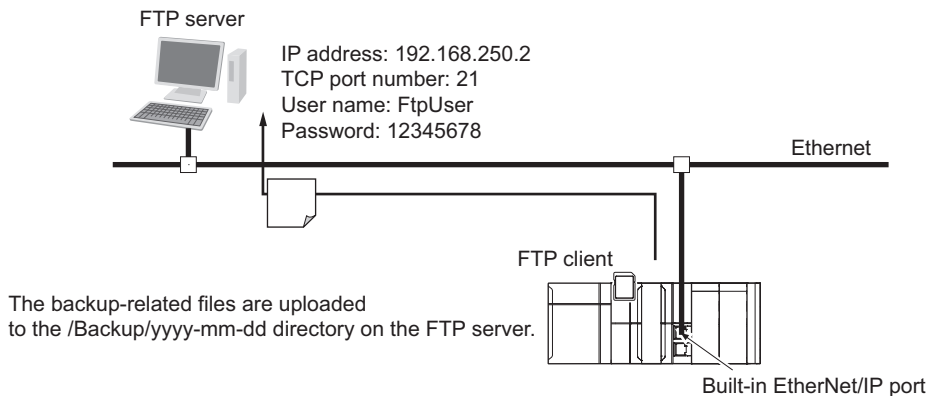 FTP server
IP address: 192.168.250.2
TCP port number: 21
User name: FtpUser
Password: 12345678
Ethernet
FTP client
The backup-related files are uploaded
to the /Backup/yyyy-mm-dd directory on the FTP server.
Built-in EtherNet/IP port